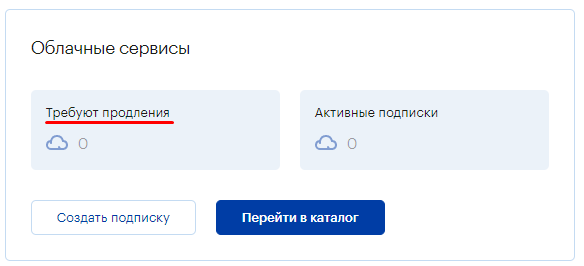 Облачные сервисы
Требуют продления
0
Активные подписки
0
Создать подписку
Перейти в каталог